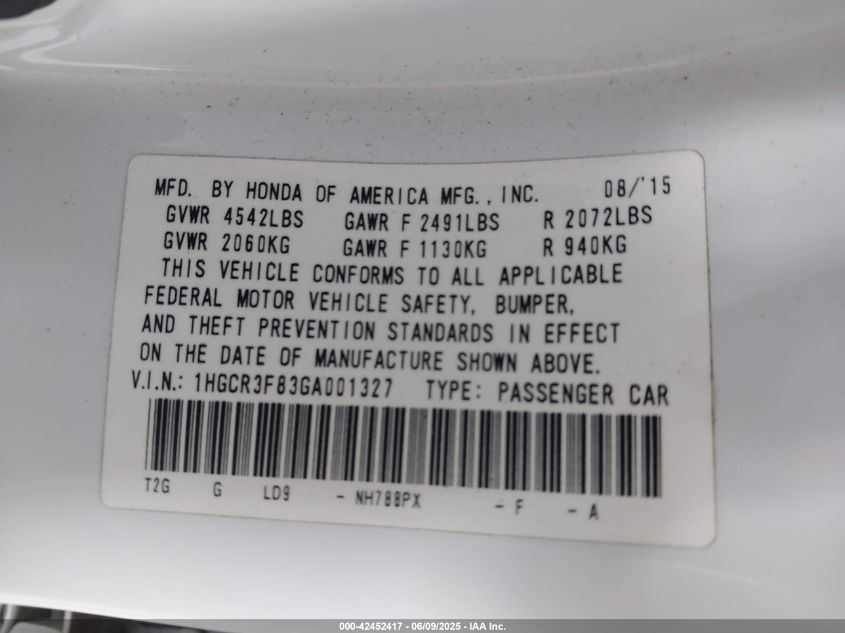 MFD. BY HONDA OF AMERICA MFG., INC. 08/'15
GVWR 4542LBS GAWR F 2491LBS R 2072LBS
GVWR 2060KG GAWR F 1130KG R 940KG
THIS VEHICLE CONFORMS TO ALL APPLICABLE
FEDERAL MOTOR VEHICLE SAFETY, BUMPER,
AND THEFT PREVENTION STANDARDS IN EFFECT
ON THE DATE OF MANUFACTURE SHOWN ABOVE.
V.I.N.: 1HGCR3F83GA001327 TYPE: PASSENGER CAR
T2G G LD9 - NH788PX - F - A
000-42452417 - 06/09/2025 - IAA Inc.